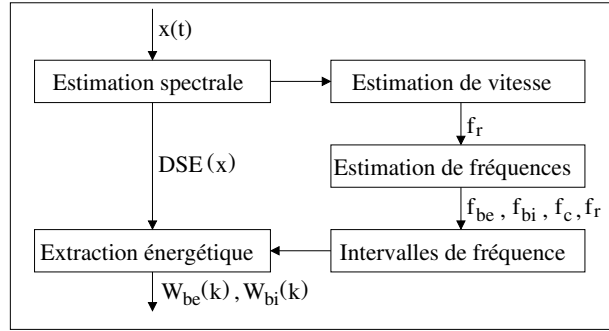 x(t)
Estimation spectrale
Estimation de vitesse
f_r
DSE (x)
Estimation de fréquences
f_be , f_bi , f_c , f_r
Extraction énergétique
Intervalles de fréquence
W_be(k) , W_bi(k)